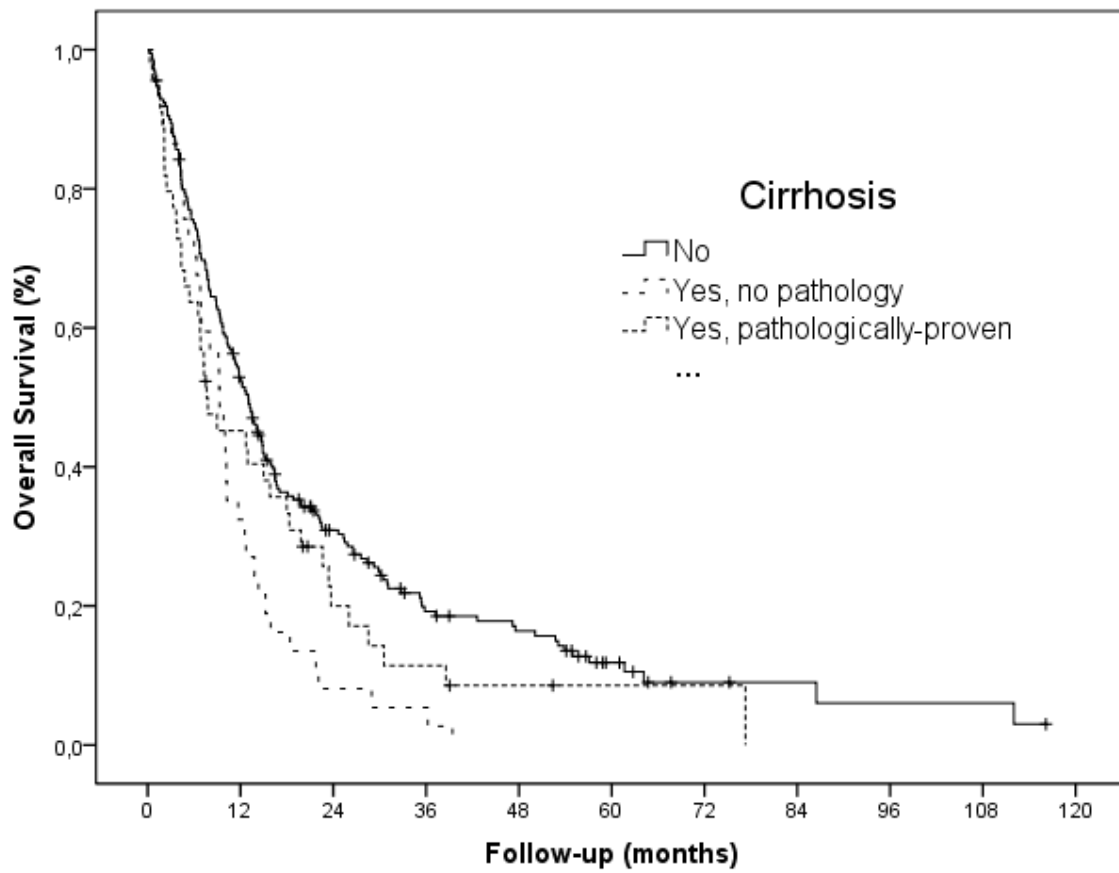 Overall Survival (%)
1,0
0,8
0,6
0,4
0,2
0,0
Cirrhosis
No
Yes, no pathology
Yes, pathologically-proven
...
0 12 24 36 48 60 72 84 96 108 120
Follow-up (months)